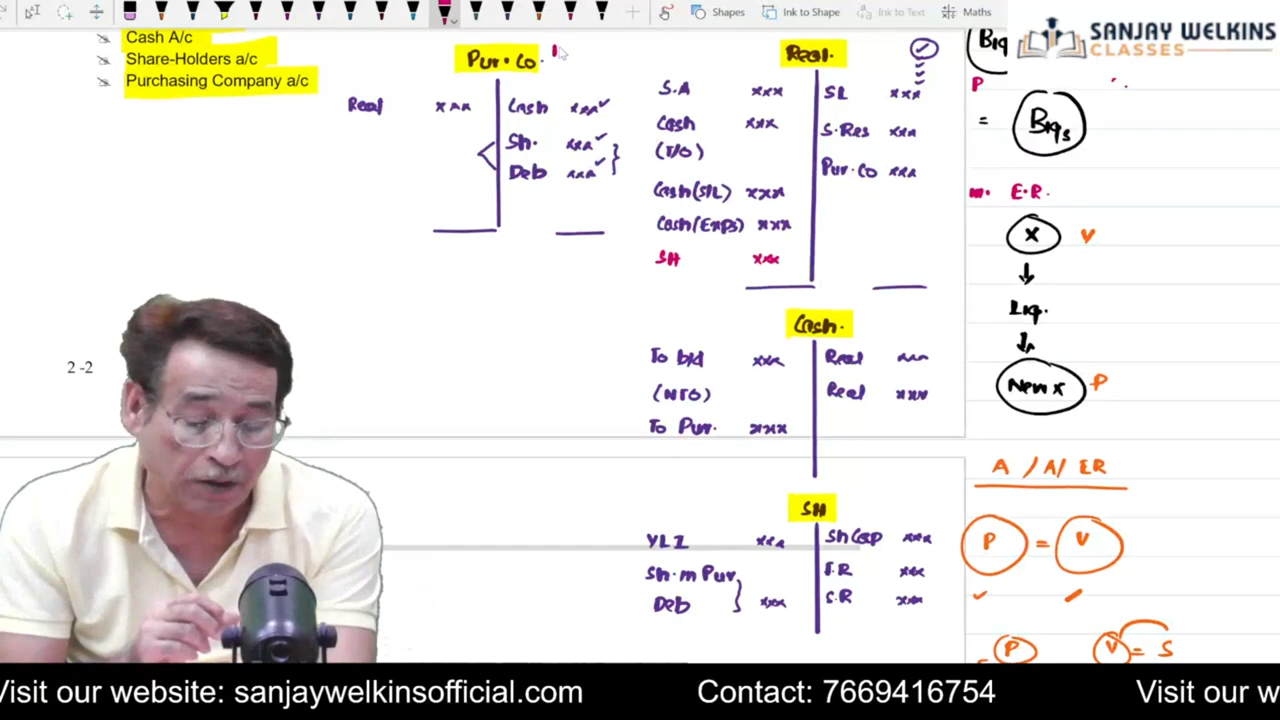 Shapes
Ink to Shape
Ink to Text
Maths
SANJAY WELKINS
CLASSES
Cash A/c
Share-Holders a/c
Purchasing Company a/c
Pur. Co.
Real xxx Cash xxx
Sh. xxx
Deb xxx
Real.
S.A xxx SL xxx
Cash xxx S.Res xxx
(T/O) Pur.Co xxx
Cash(S/L) xxx
Cash(Exps) xxx
SH xxx
Cash.
To b/d xxx Real xxx
(NTO) Real xxx
To Pur. xxx
SH
xxx ShCap xxx
Sh. m Pur xxx
Deb xxx S.R xxx
2 -2
P
=
E.R.
X V
Liq.
New X P
A / A / ER
P = V
P V = S
Visit our website: sanjaywelkinsofficial.com Contact: 7669416754 Visit our w